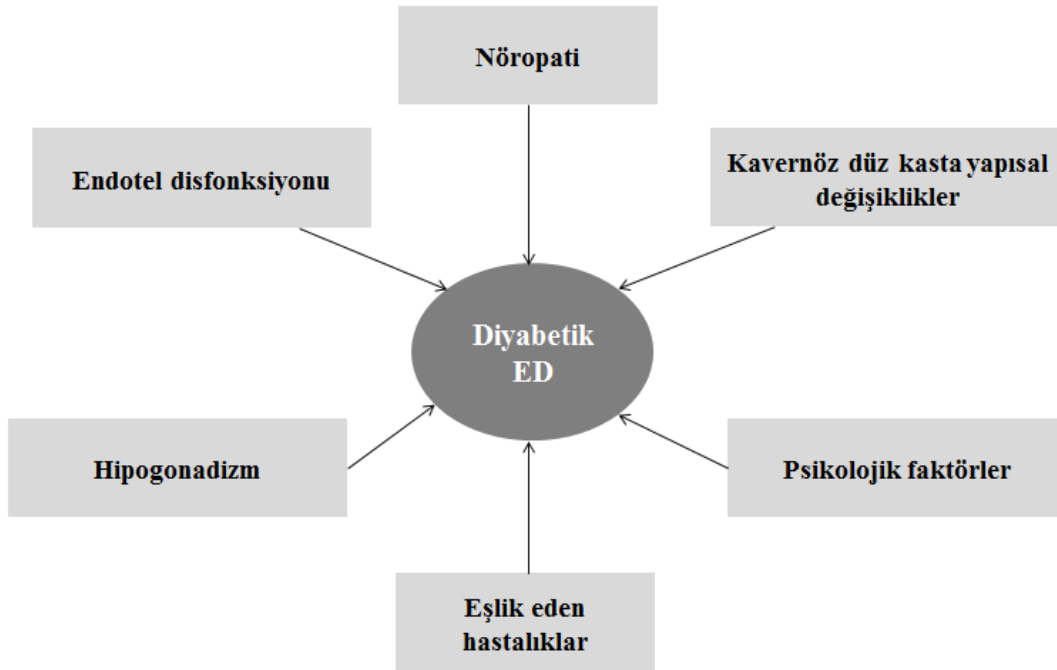 Nöropati
Endotel disfonksiyonu
Kavernöz düz kasta yapısal
değişiklikler
Diyabetik
ED
Hipogonadizm
Psikolojik faktörler
Eşlik eden
hastalıklar